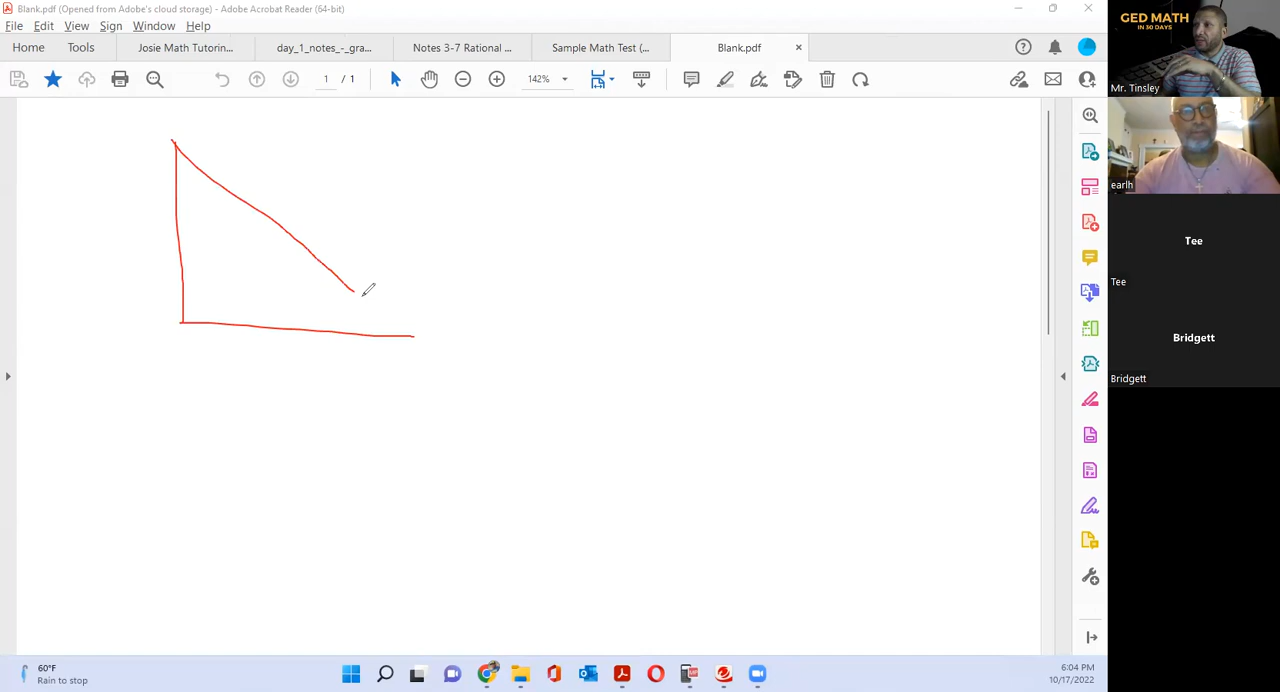 Blank.pdf (Opened from Adobe's cloud storage) - Adobe Acrobat Reader (64-bit)
File Edit View Sign Window Help
Home Tools Josie Math Tutorin... day_1_notes_-_gra... Notes 3-7 Rational ... Sample Math Test (... Blank.pdf
1 / 1 142%
GED MATH
IN 30 DAYS
Mr. Tinsley
earlh
Tee
Tee
Bridgett
Bridgett
60°F
Rain to stop
6:04 PM
10/17/2022